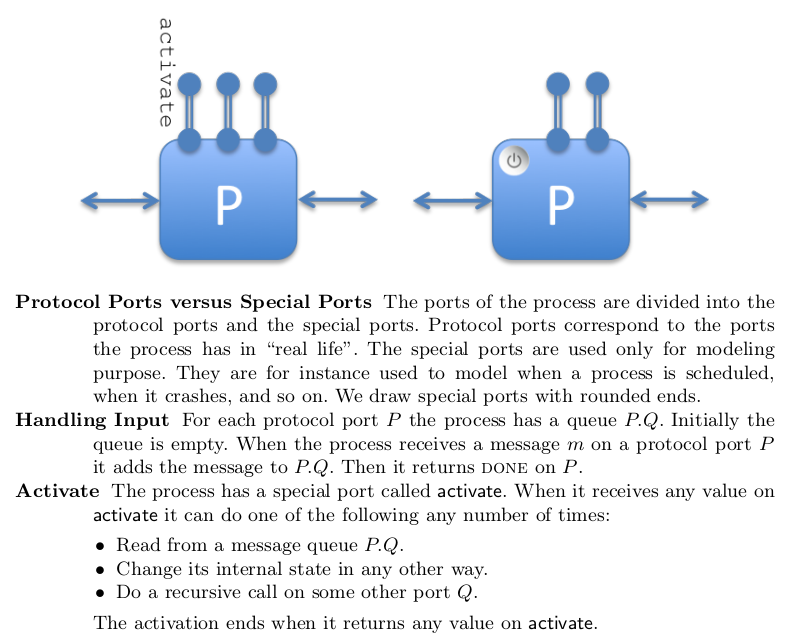 activate
P
P
Protocol Ports versus Special Ports The ports of the process are divided into the
protocol ports and the special ports. Protocol ports correspond to the ports
the process has in “real life”. The special ports are used only for modeling
purpose. They are for instance used to model when a process is scheduled,
when it crashes, and so on. We draw special ports with rounded ends.
Handling Input For each protocol port P the process has a queue P.Q. Initially the
queue is empty. When the process receives a message m on a protocol port P
it adds the message to P.Q. Then it returns DONE on P.
Activate The process has a special port called activate. When it receives any value on
activate it can do one of the following any number of times:
• Read from a message queue P.Q.
• Change its internal state in any other way.
• Do a recursive call on some other port Q.
The activation ends when it returns any value on activate.